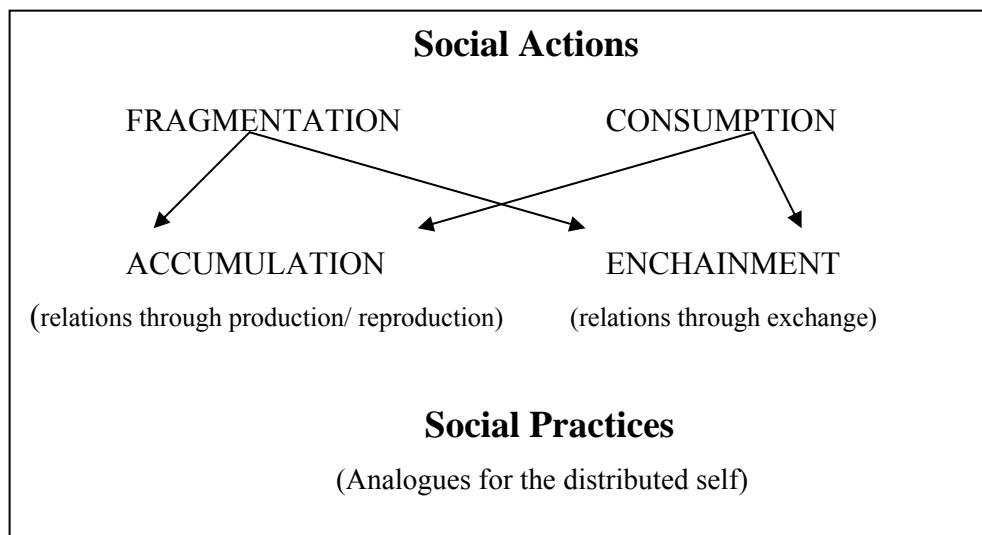 Social Actions
FRAGMENTATION CONSUMPTION
ACCUMULATION ENCHAINMENT
(relations through production/ reproduction) (relations through exchange)
Social Practices
(Analogues for the distributed self)